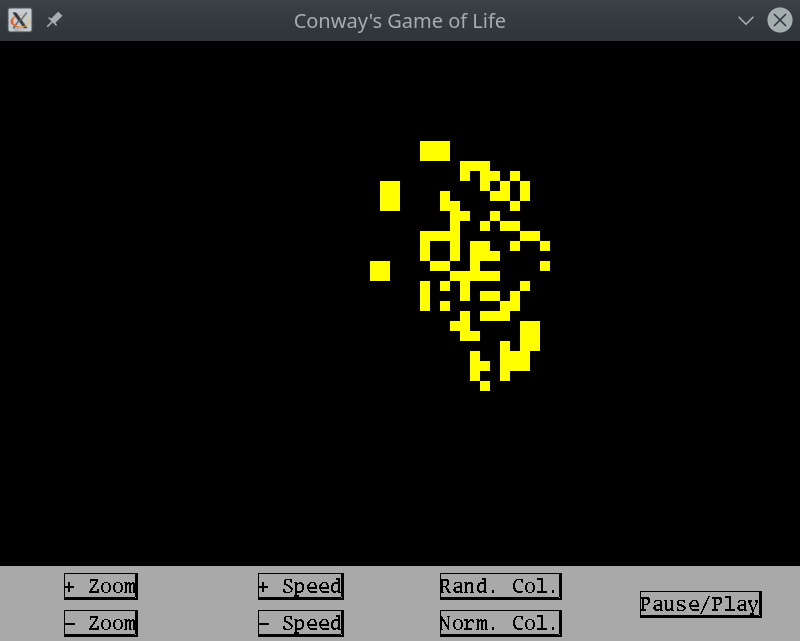 Conway's Game of Life
+ Zoom
+ Speed
Rand. Col.
Pause/Play
- Zoom
- Speed
Norm. Col.